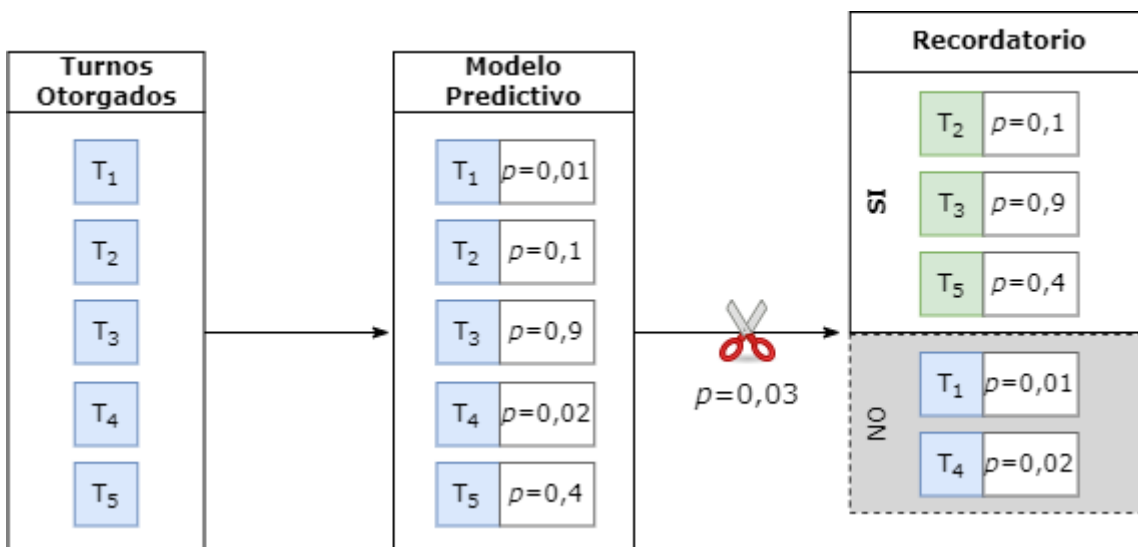 Turnos
Otorgados
T1
T2
T3
T4
T5
Modelo
Predictivo
T1 p=0,01
T2 p=0,1
T3 p=0,9
T4 p=0,02
T5 p=0,4
p=0,03
Recordatorio
SI
T2 p=0,1
T3 p=0,9
T5 p=0,4
NO
T1 p=0,01
T4 p=0,02